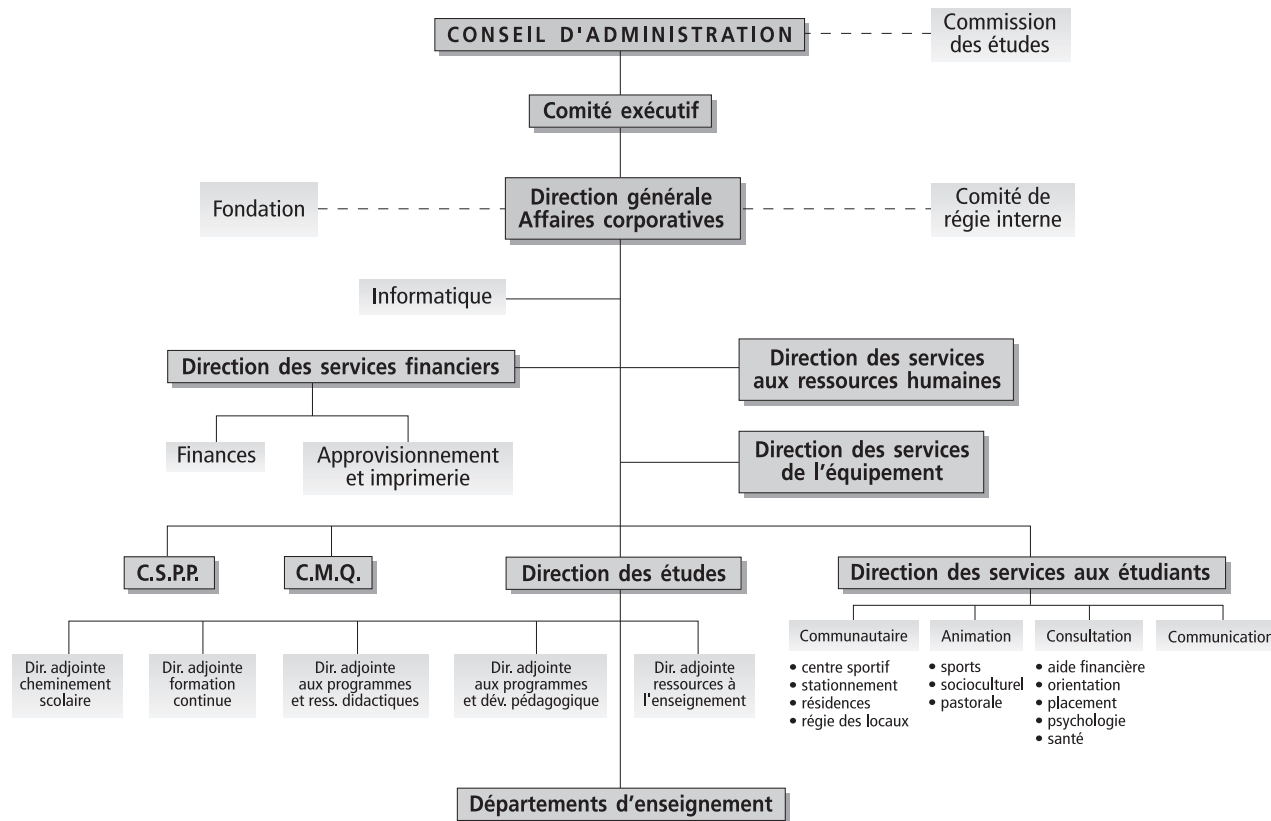 CONSEIL D'ADMINISTRATION
Commission
des études
Comité exécutif
Fondation
Direction générale
Affaires corporatives
Comité de
régie interne
Informatique
Direction des services financiers
Direction des services
aux ressources humaines
Finances
Approvisionnement
et imprimerie
Direction des services
de l'équipement
C.S.P.P.
C.M.Q.
Direction des études
Direction des services aux étudiants
Dir. adjointe
cheminement
scolaire
Dir. adjointe
formation
continue
Dir. adjointe
aux programmes
et ress. didactiques
Dir. adjointe
aux programmes
et dév. pédagogique
Dir. adjointe
ressources à
l'enseignement
Communautaire
• centre sportif
• stationnement
• résidences
• régie des locaux
Animation
• sports
• socioculturel
• pastorale
Consultation
• aide financière
• orientation
• placement
• psychologie
• santé
Communication
Départements d'enseignement